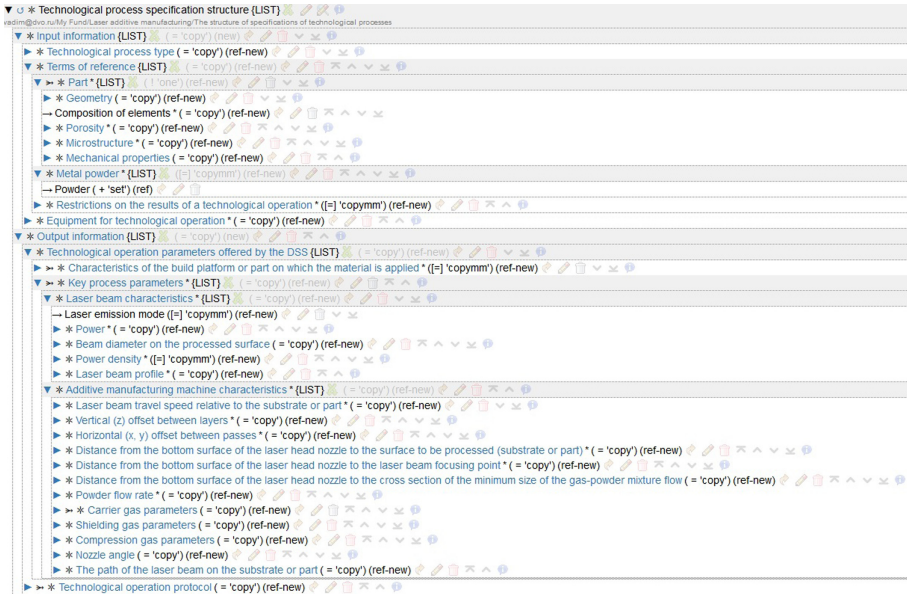 ▼ ↺ ∗ Technological process specification structure {LIST}
vadim@dvo.ru/My Fund/Laser additive manufacturing/The structure of specifications of technological processes
▼ ∗ Input information {LIST} ( = 'copy') (new)
▶ ∗ Technological process type ( = 'copy') (ref-new)
▼ ∗ Terms of reference {LIST} ( = 'copy') (ref-new)
▼ ➳ ∗ Part * {LIST} ( ! 'one') (ref-new)
▶ ∗ Geometry ( = 'copy') (ref-new)
→ Composition of elements * ( = 'copy') (ref-new)
▶ ∗ Porosity * ( = 'copy') (ref-new)
▶ ∗ Microstructure * ( = 'copy') (ref-new)
▶ ∗ Mechanical properties ( = 'copy') (ref-new)
▼ ∗ Metal powder * {LIST} ([=] 'copymm') (ref-new)
→ Powder ( + 'set') (ref)
▶ ∗ Restrictions on the results of a technological operation * ([=] 'copymm') (ref-new)
▶ ∗ Equipment for technological operation * ( = 'copy') (ref-new)
▼ ∗ Output information {LIST} ( = 'copy') (new)
▼ ∗ Technological operation parameters offered by the DSS {LIST} ( = 'copy') (ref-new)
▶ ➳ ∗ Characteristics of the build platform or part on which the material is applied * ([=] 'copymm') (ref-new)
▼ ➳ ∗ Key process parameters * {LIST} ( = 'copy') (ref-new)
▼ ∗ Laser beam characteristics * {LIST} ( = 'copy') (ref-new)
→ Laser emission mode ([=] 'copymm') (ref-new)
▶ ∗ Power * ( = 'copy') (ref-new)
▶ ∗ Beam diameter on the processed surface ( = 'copy') (ref-new)
▶ ∗ Power density * ([=] 'copymm') (ref-new)
▶ ∗ Laser beam profile * ( = 'copy') (ref-new)
▼ ∗ Additive manufacturing machine characteristics * {LIST} ( = 'copy') (ref-new)
▶ ∗ Laser beam travel speed relative to the substrate or part * ( = 'copy') (ref-new)
▶ ∗ Vertical (z) offset between layers * ( = 'copy') (ref-new)
▶ ∗ Horizontal (x, y) offset between passes * ( = 'copy') (ref-new)
▶ ∗ Distance from the bottom surface of the laser head nozzle to the surface to be processed (substrate or part) * ( = 'copy') (ref-new)
▶ ∗ Distance from the bottom surface of the laser head nozzle to the laser beam focusing point * ( = 'copy') (ref-new)
▶ ∗ Distance from the bottom surface of the laser head nozzle to the cross section of the minimum size of the gas-powder mixture flow ( = 'copy') (ref-new)
▶ ∗ Powder flow rate * ( = 'copy') (ref-new)
▶ ➳ ∗ Carrier gas parameters * ( = 'copy') (ref-new)
▶ ∗ Shielding gas parameters * ( = 'copy') (ref-new)
▶ ∗ Compression gas parameters ( = 'copy') (ref-new)
▶ ∗ Nozzle angle ( = 'copy') (ref-new)
▶ ∗ The path of the laser beam on the substrate or part ( = 'copy') (ref-new)
▶ ➳ ∗ Technological operation protocol ( = 'copy') (ref-new)